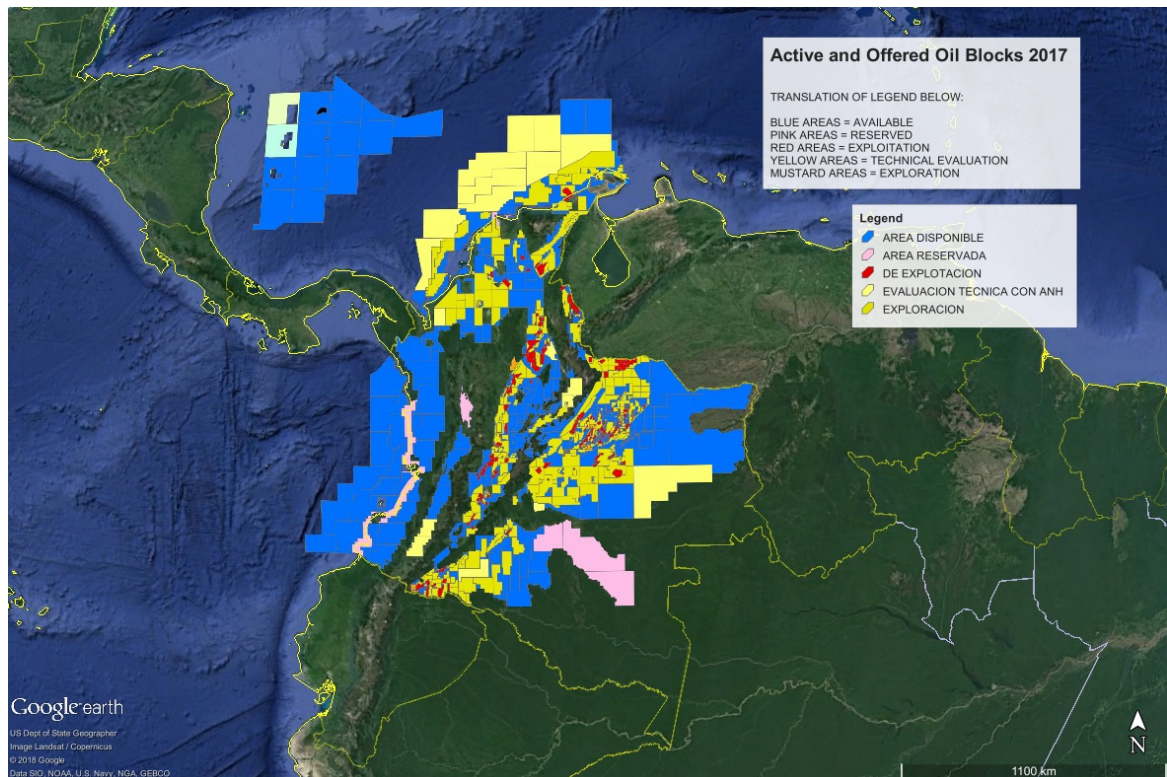 Active and Offered Oil Blocks 2017
TRANSLATION OF LEGEND BELOW:
BLUE AREAS = AVAILABLE
PINK AREAS = RESERVED
RED AREAS = EXPLOITATION
YELLOW AREAS = TECHNICAL EVALUATION
MUSTARD AREAS = EXPLORATION
Legend
AREA DISPONIBLE
AREA RESERVADA
DE EXPLOTACION
EVALUACION TECNICA CON ANH
EXPLORACION
Google earth
US Dept of State Geographer
Image Landsat / Copernicus
© 2018 Google
Data SIO, NOAA, U.S. Navy, NGA, GEBCO
N
1100 km